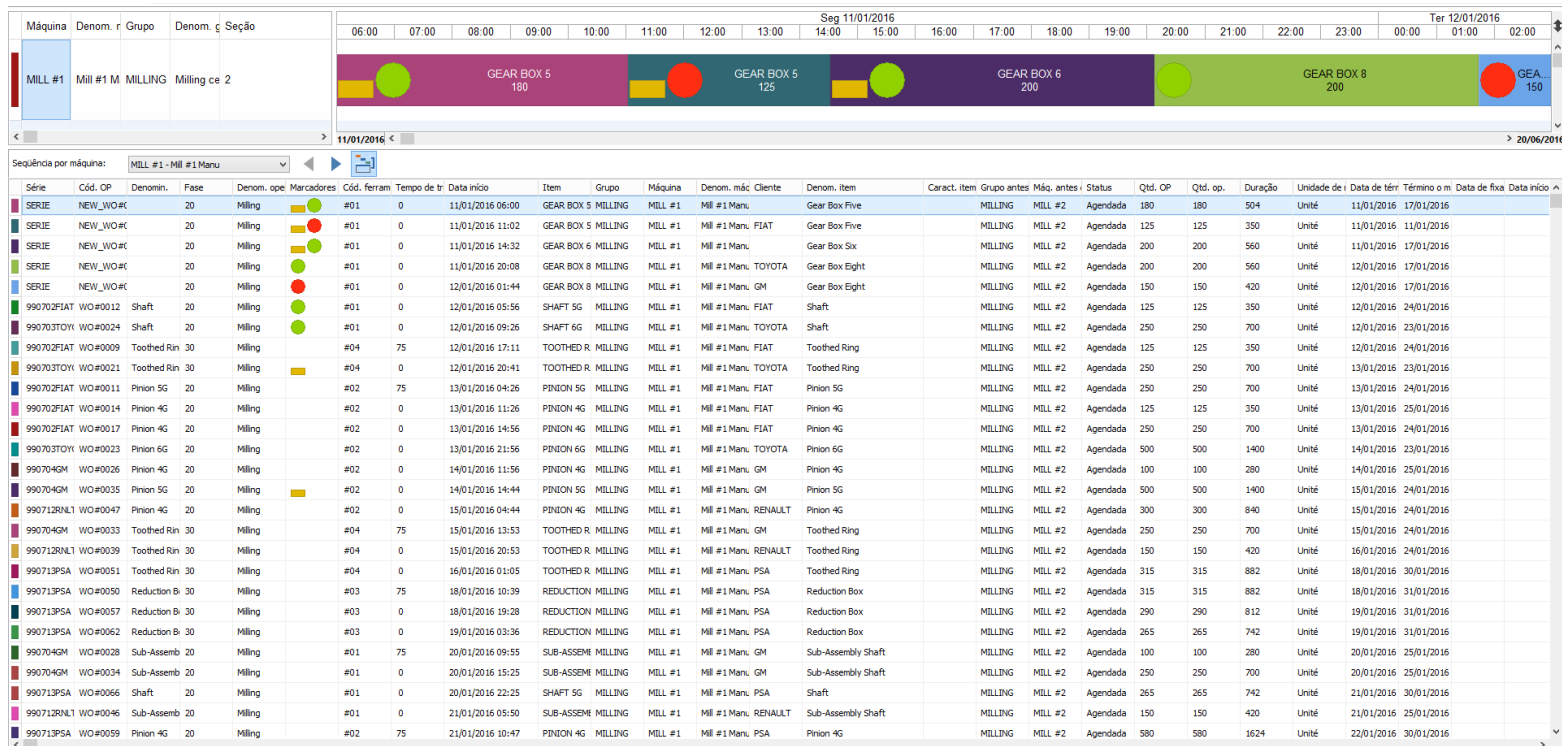 Máquina Denom. r Grupo Denom. g Seção
Seg 11/01/2016 Ter 12/01/2016
06:00 07:00 08:00 09:00 10:00 11:00 12:00 13:00 14:00 15:00 16:00 17:00 18:00 19:00 20:00 21:00 22:00 23:00 00:00 01:00 02:00
MILL #1 Mill #1 M MILLING Milling ce 2
GEAR BOX 5 GEAR BOX 5 GEAR BOX 6 GEAR BOX 8 GEA...
180 125 200 200 150
11/01/2016 20/06/2016
Seqüência por máquina: MILL #1 - Mill #1 Manu
Série Cód. OP Denomin. Fase Denom. ope Marcadores Cód. ferram Tempo de tr Data início Item Grupo Máquina Denom. máq Cliente Denom. item Caract. item Grupo antes Máq. antes Status Qtd. OP Qtd. op. Duração Unidade de Data de térr Término o m Data de fixa Data início
SERIE NEW_WO#0 20 Milling #01 0 11/01/2016 06:00 GEAR BOX 5 MILLING MILL #1 Mill #1 Manu Gear Box Five MILLING MILL #2 Agendada 180 180 504 Unité 11/01/2016 17/01/2016
SERIE NEW_WO#0 20 Milling #01 0 11/01/2016 11:02 GEAR BOX 5 MILLING MILL #1 Mill #1 Manu FIAT Gear Box Five MILLING MILL #2 Agendada 125 125 350 Unité 11/01/2016 11/01/2016
SERIE NEW_WO#0 20 Milling #01 0 11/01/2016 14:32 GEAR BOX 6 MILLING MILL #1 Mill #1 Manu Gear Box Six MILLING MILL #2 Agendada 200 200 560 Unité 11/01/2016 17/01/2016
SERIE NEW_WO#0 20 Milling #01 0 11/01/2016 20:08 GEAR BOX 8 MILLING MILL #1 Mill #1 Manu TOYOTA Gear Box Eight MILLING MILL #2 Agendada 200 200 560 Unité 12/01/2016 17/01/2016
SERIE NEW_WO#0 20 Milling #01 0 12/01/2016 01:44 GEAR BOX 8 MILLING MILL #1 Mill #1 Manu GM Gear Box Eight MILLING MILL #2 Agendada 150 150 420 Unité 12/01/2016 17/01/2016
990702FIAT WO#0012 Shaft 20 Milling #01 0 12/01/2016 05:56 SHAFT 5G MILLING MILL #1 Mill #1 Manu FIAT Shaft MILLING MILL #2 Agendada 125 125 350 Unité 12/01/2016 24/01/2016
990703TOY( WO#0024 Shaft 20 Milling #01 0 12/01/2016 09:26 SHAFT 6G MILLING MILL #1 Mill #1 Manu TOYOTA Shaft MILLING MILL #2 Agendada 250 250 700 Unité 12/01/2016 23/01/2016
990702FIAT WO#0009 Toothed Rin 30 Milling #04 75 12/01/2016 17:11 TOOTHED R MILLING MILL #1 Mill #1 Manu FIAT Toothed Ring MILLING MILL #2 Agendada 125 125 350 Unité 12/01/2016 24/01/2016
990703TOY( WO#0021 Toothed Rin 30 Milling #04 0 12/01/2016 20:41 TOOTHED R MILLING MILL #1 Mill #1 Manu TOYOTA Toothed Ring MILLING MILL #2 Agendada 250 250 700 Unité 13/01/2016 23/01/2016
990702FIAT WO#0011 Pinion 5G 20 Milling #02 75 13/01/2016 04:26 PINION 5G MILLING MILL #1 Mill #1 Manu FIAT Pinion 5G MILLING MILL #2 Agendada 250 250 700 Unité 13/01/2016 24/01/2016
990702FIAT WO#0014 Pinion 4G 20 Milling #02 0 13/01/2016 11:26 PINION 4G MILLING MILL #1 Mill #1 Manu FIAT Pinion 4G MILLING MILL #2 Agendada 125 125 350 Unité 13/01/2016 25/01/2016
990702FIAT WO#0017 Pinion 4G 20 Milling #02 0 13/01/2016 14:56 PINION 4G MILLING MILL #1 Mill #1 Manu FIAT Pinion 4G MILLING MILL #2 Agendada 250 250 700 Unité 13/01/2016 24/01/2016
990703TOY( WO#0023 Pinion 6G 20 Milling #02 0 13/01/2016 21:56 PINION 6G MILLING MILL #1 Mill #1 Manu TOYOTA Pinion 6G MILLING MILL #2 Agendada 500 500 1400 Unité 14/01/2016 23/01/2016
990704GM WO#0026 Pinion 4G 20 Milling #02 0 14/01/2016 11:56 PINION 4G MILLING MILL #1 Mill #1 Manu GM Pinion 4G MILLING MILL #2 Agendada 100 100 280 Unité 14/01/2016 25/01/2016
990704GM WO#0035 Pinion 5G 20 Milling #02 0 14/01/2016 14:44 PINION 5G MILLING MILL #1 Mill #1 Manu GM Pinion 5G MILLING MILL #2 Agendada 500 500 1400 Unité 15/01/2016 24/01/2016
990712RNLT WO#0047 Pinion 4G 20 Milling #02 0 15/01/2016 04:44 PINION 4G MILLING MILL #1 Mill #1 Manu RENAULT Pinion 4G MILLING MILL #2 Agendada 300 300 840 Unité 15/01/2016 24/01/2016
990704GM WO#0033 Toothed Rin 30 Milling #04 75 15/01/2016 13:53 TOOTHED R MILLING MILL #1 Mill #1 Manu GM Toothed Ring MILLING MILL #2 Agendada 250 250 700 Unité 15/01/2016 24/01/2016
990712RNLT WO#0039 Toothed Rin 30 Milling #04 0 15/01/2016 20:53 TOOTHED R MILLING MILL #1 Mill #1 Manu RENAULT Toothed Ring MILLING MILL #2 Agendada 150 150 420 Unité 16/01/2016 24/01/2016
990713PSA WO#0051 Toothed Rin 30 Milling #04 0 16/01/2016 01:05 TOOTHED R MILLING MILL #1 Mill #1 Manu PSA Toothed Ring MILLING MILL #2 Agendada 315 315 882 Unité 18/01/2016 30/01/2016
990713PSA WO#0050 Reduction B 30 Milling #03 75 18/01/2016 10:39 REDUCTION MILLING MILL #1 Mill #1 Manu PSA Reduction Box MILLING MILL #2 Agendada 315 315 882 Unité 18/01/2016 31/01/2016
990713PSA WO#0057 Reduction B 30 Milling #03 0 18/01/2016 19:28 REDUCTION MILLING MILL #1 Mill #1 Manu PSA Reduction Box MILLING MILL #2 Agendada 290 290 812 Unité 19/01/2016 31/01/2016
990713PSA WO#0062 Reduction B 30 Milling #03 0 19/01/2016 03:36 REDUCTION MILLING MILL #1 Mill #1 Manu PSA Reduction Box MILLING MILL #2 Agendada 265 265 742 Unité 19/01/2016 31/01/2016
990704GM WO#0028 Sub-Assemb 20 Milling #01 75 20/01/2016 09:55 SUB-ASSEME MILLING MILL #1 Mill #1 Manu GM Sub-Assembly Shaft MILLING MILL #2 Agendada 100 100 280 Unité 20/01/2016 25/01/2016
990704GM WO#0034 Sub-Assemb 20 Milling #01 0 20/01/2016 15:25 SUB-ASSEME MILLING MILL #1 Mill #1 Manu GM Sub-Assembly Shaft MILLING MILL #2 Agendada 250 250 700 Unité 20/01/2016 25/01/2016
990713PSA WO#0066 Shaft 20 Milling #01 0 20/01/2016 22:25 SHAFT 5G MILLING MILL #1 Mill #1 Manu PSA Shaft MILLING MILL #2 Agendada 265 265 742 Unité 21/01/2016 30/01/2016
990712RNLT WO#0046 Sub-Assemb 20 Milling #01 0 21/01/2016 05:50 SUB-ASSEME MILLING MILL #1 Mill #1 Manu RENAULT Sub-Assembly Shaft MILLING MILL #2 Agendada 150 150 420 Unité 21/01/2016 25/01/2016
990713PSA WO#0059 Pinion 4G 20 Milling #02 75 21/01/2016 10:47 PINION 4G MILLING MILL #1 Mill #1 Manu PSA Pinion 4G MILLING MILL #2 Agendada 580 580 1624 Unité 22/01/2016 30/01/2016